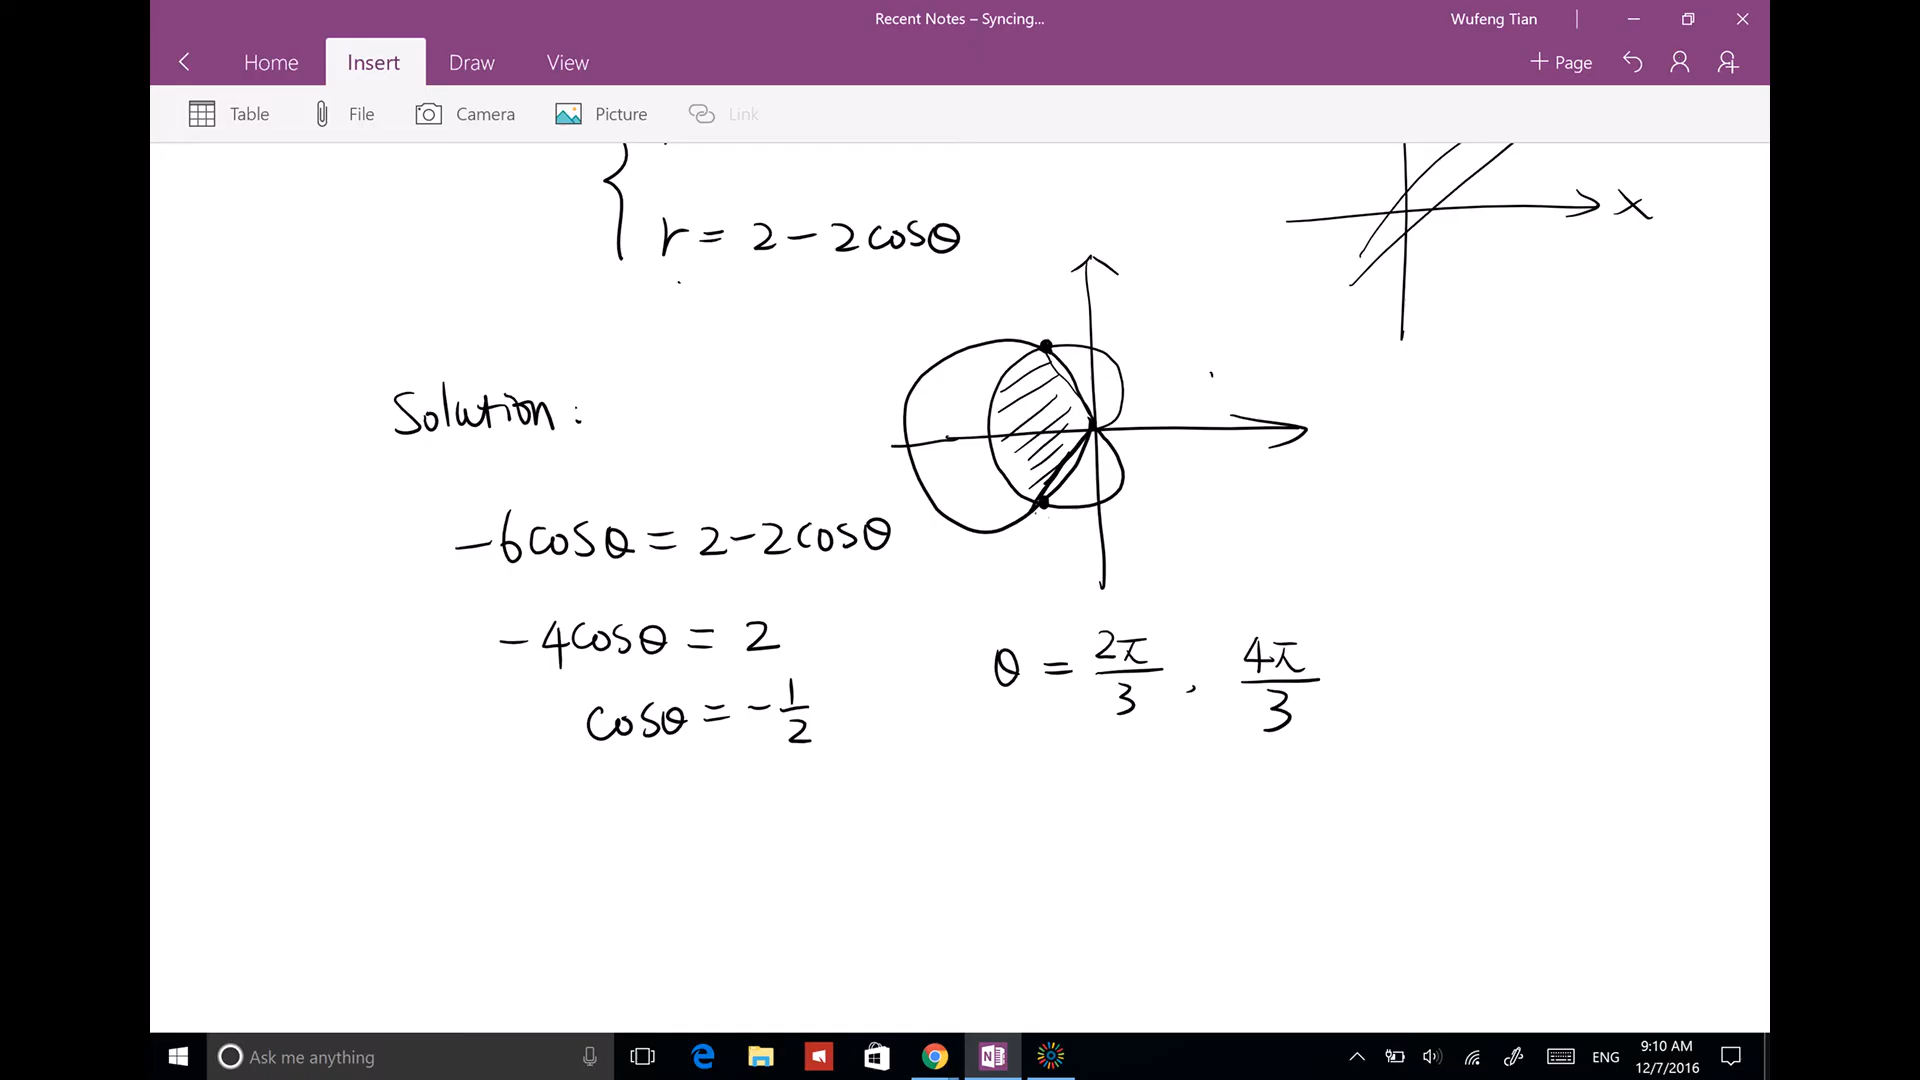 Recent Notes – Syncing...
Wufeng Tian
Home
Insert
Draw
View
Page
Table
File
Camera
Picture
Link
x
r = 2 - 2cosθ
Solution:
-6cosθ = 2-2cosθ
-4cosθ = 2
θ = 2π/3, 4π/3
cosθ = -1/2
Ask me anything
ENG
9:10 AM
12/7/2016